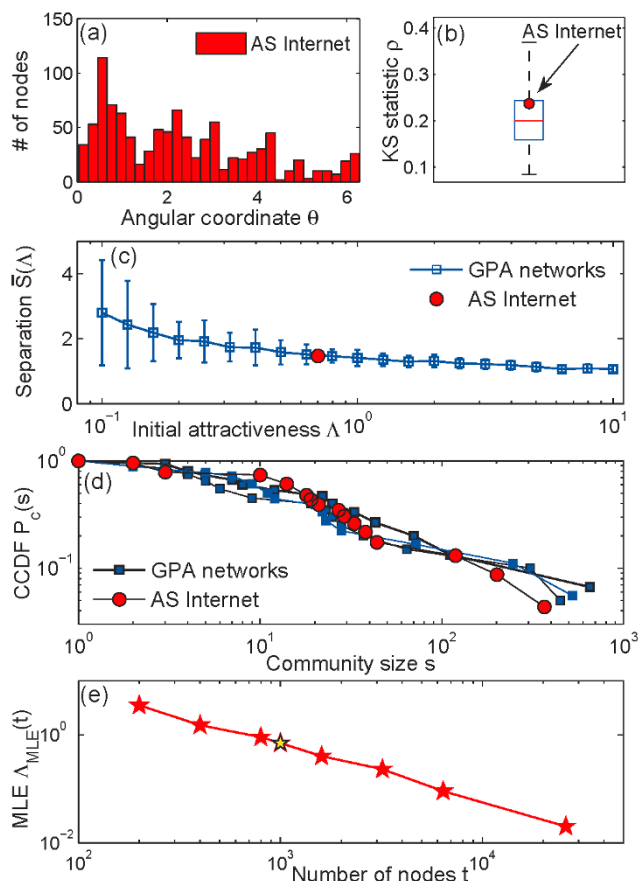 (a)
AS Internet
# of nodes
150
100
50
0
0
2
4
6
Angular coordinate θ
(b)
AS Internet
KS statistic ρ
0.4
0.3
0.2
0.1
(c)
GPA networks
AS Internet
Separation S̄(Λ)
4
2
0
10⁻¹
10⁰
10¹
Initial attractiveness Λ
(d)
GPA networks
AS Internet
CCDF P_c(s)
10⁰
10⁻¹
10⁰
10¹
10²
10³
Community size s
(e)
MLE Λ_MLE(t)
10⁰
10⁻²
10²
10³
10⁴
Number of nodes t